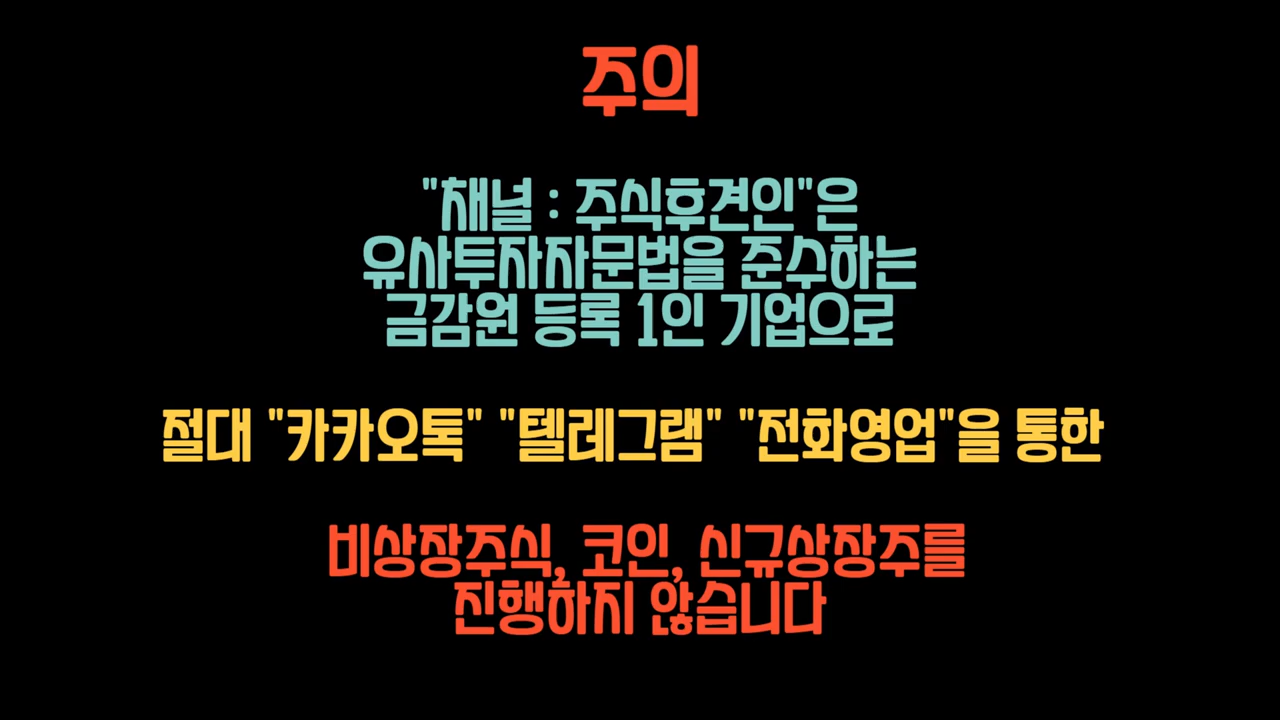 주의
"채널 : 주식후견인"은
유사투자자문법을 준수하는
금감원 등록 1인 기업으로
절대 "카카오톡" "텔레그램" "전화영업"을 통한
비상장주식, 코인, 신규상장주를
진행하지 않습니다